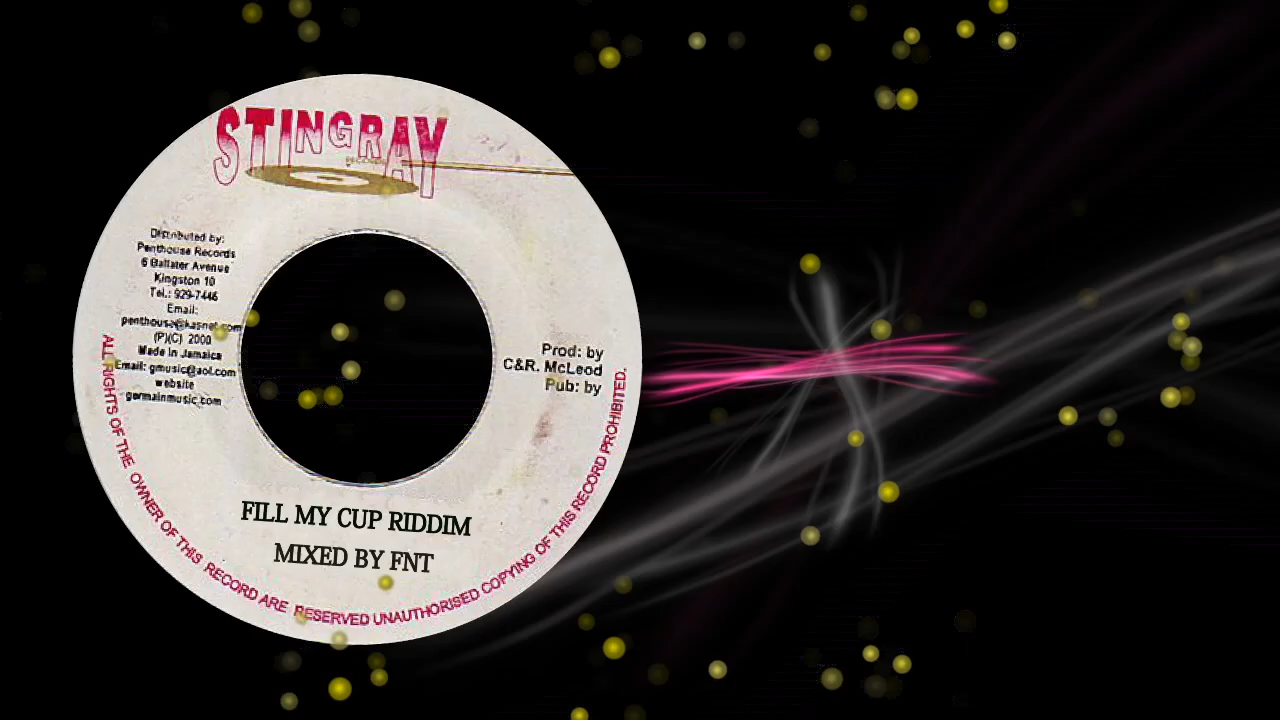 STINGRAY
RECORDS
Distributed by:
Penthouse Records
6 Ballater Avenue
Kingston 10
Tel.: 929-7446
Email:
penthouse@kasnet.com
(P)(C) 2000
Made In Jamaica
Email: gmusic@aol.com
website
germainmusic.com
Prod: by
C&R. McLeod
Pub: by
FILL MY CUP RIDDIM
MIXED BY FNT
ALL RIGHTS OF THE OWNER OF THIS RECORD ARE RESERVED UNAUTHORISED COPYING OF THIS RECORD PROHIBITED.